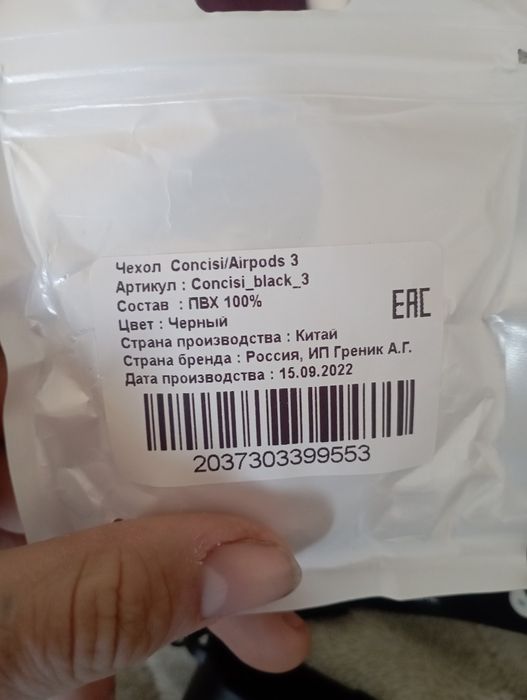 Чехол Concisi/Airpods 3
Артикул : Concisi_black_3
Состав : ПВХ 100%
Цвет : Черный
Страна производства : Китай
Страна бренда : Россия, ИП Греник А.Г.
Дата производства : 15.09.2022
EAC
2037303399553